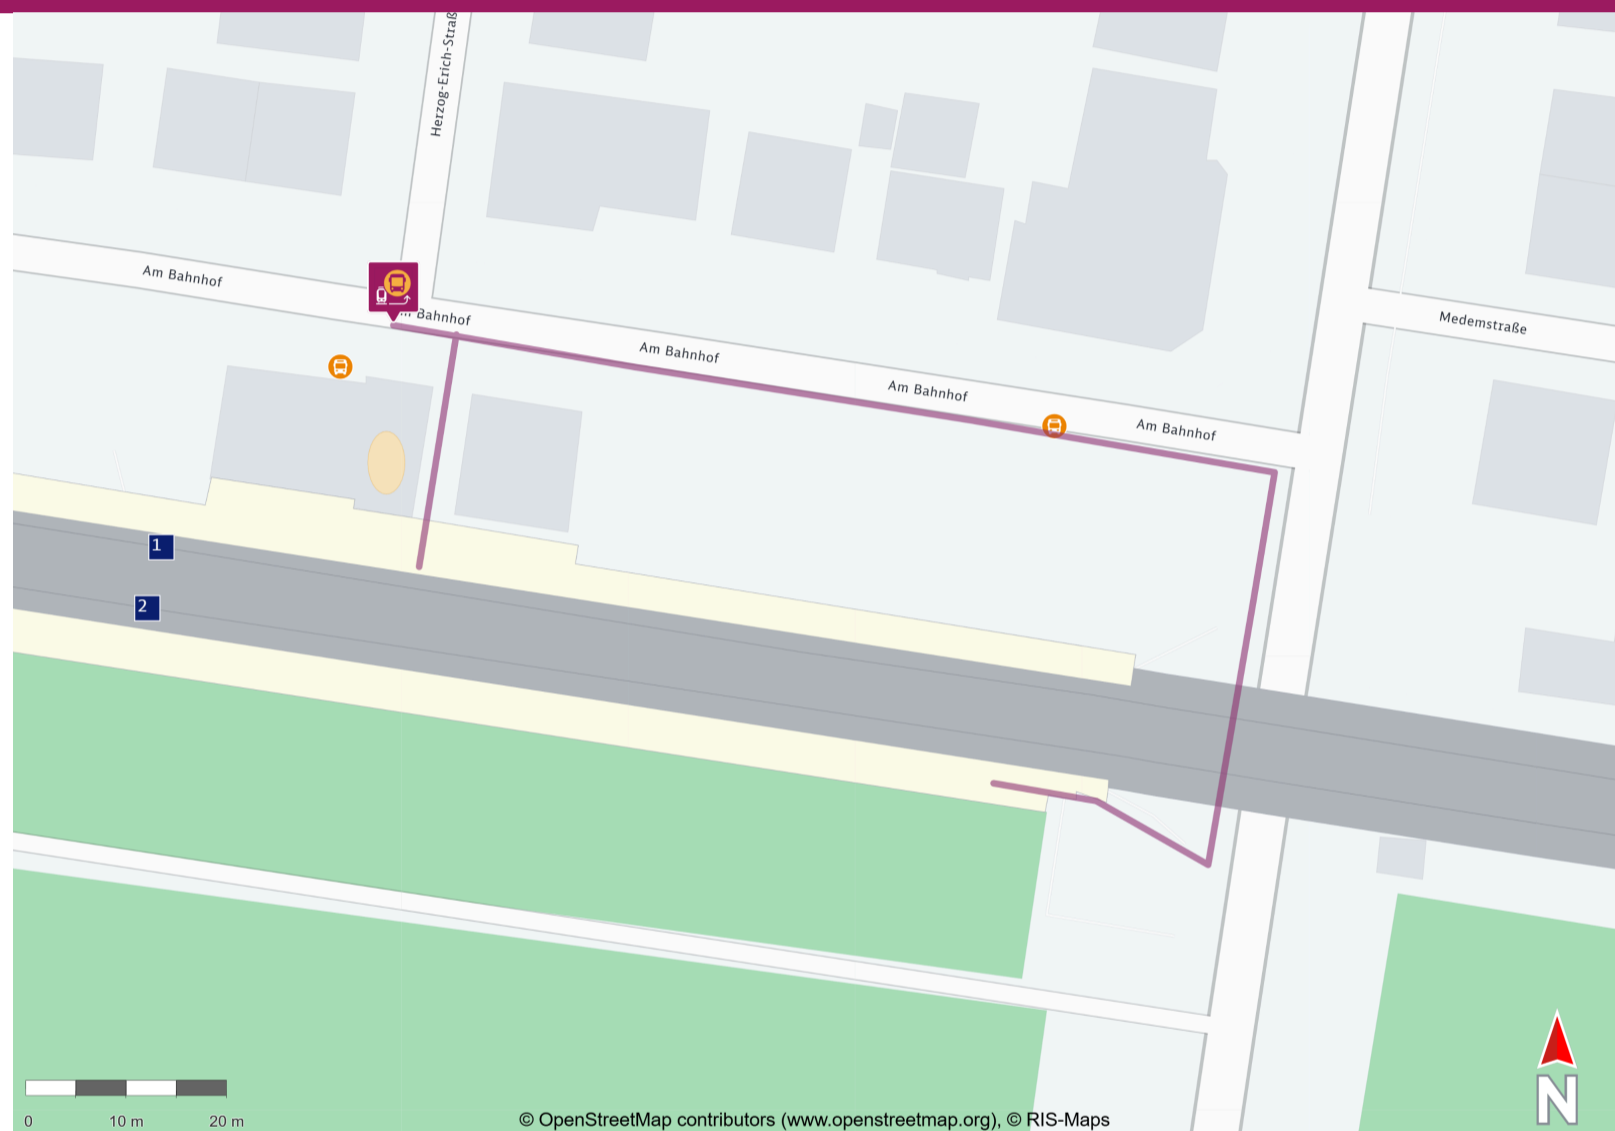 Herzog-Erich-Straß
Am Bahnhof
m Bahnhof
Am Bahnhof
Am Bahnhof
Am Bahnhof
Medemstraße
1
2
0
10 m
20 m
© OpenStreetMap contributors (www.openstreetmap.org), © RIS-Maps
N